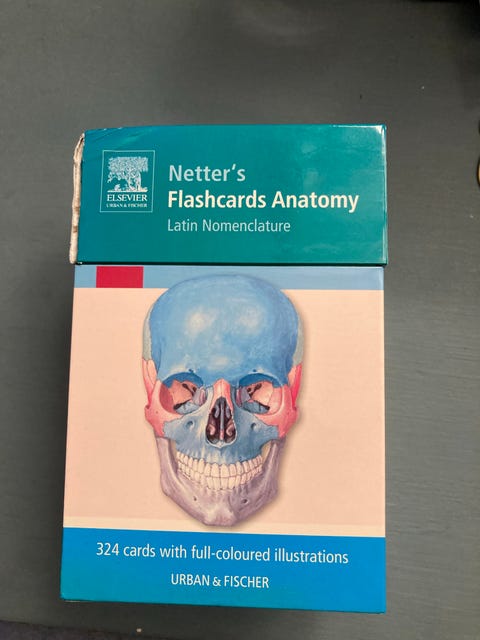 ELSEVIER
URBAN & FISCHER
Netter's
Flashcards Anatomy
Latin Nomenclature
324 cards with full-coloured illustrations
URBAN & FISCHER